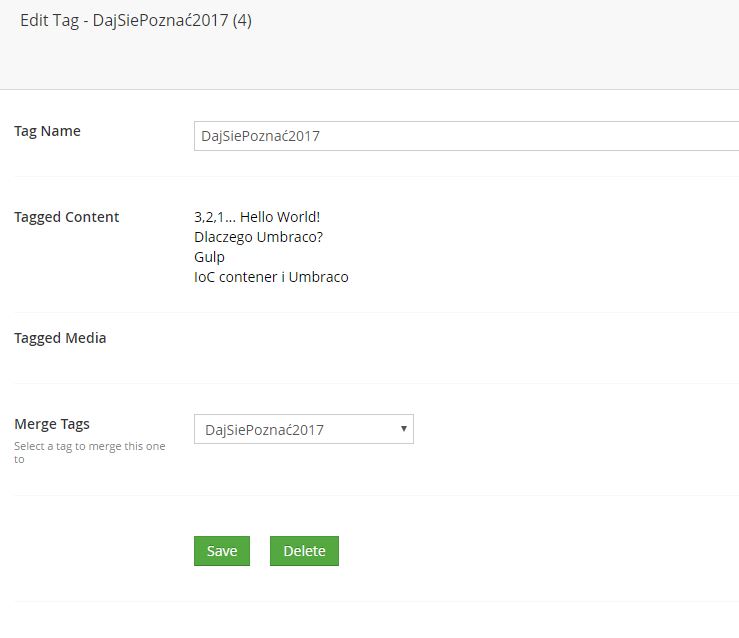 Edit Tag - DajSiePoznać2017 (4)
Tag Name
DajSiePoznać2017
Tagged Content
3,2,1... Hello World!
Dlaczego Umbraco?
Gulp
IoC contener i Umbraco
Tagged Media
Merge Tags
Select a tag to merge this one
to
DajSiePoznać2017
Save
Delete